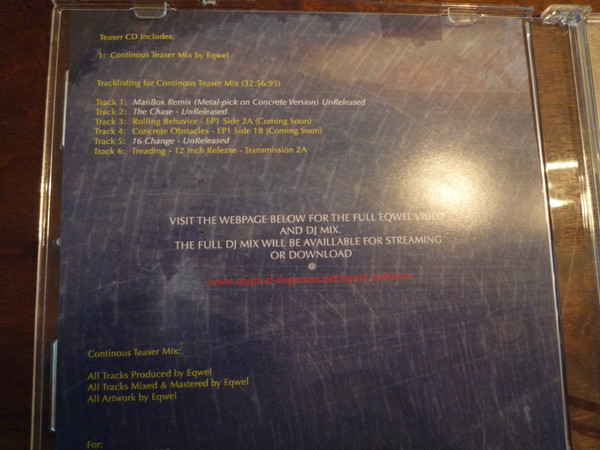 Teaser CD Includes:
1: Continous Teaser Mix by Eqwel
Tracklisting for Continous Teaser Mix (32:56:95)
Track 1: ManBox Remix (Metal-pick on Concrete Version) UnReleased
Track 2: The Chase - UnReleased
Track 3: Rolling Behavior - EP1 Side 2A (Coming Soon)
Track 4: Concrete Obstacles - EP1 Side 1B (Coming Soon)
Track 5: 16 Change - UnReleased
Track 6: Treading - 12 Inch Release - Transmission 2A
VISIT THE WEBPAGE BELOW FOR THE FULL EQWEL VIDEO
AND DJ MIX.
THE FULL DJ MIX WILL BE AVAILLABLE FOR STREAMING
OR DOWNLOAD
@
Continous Teaser Mix:
All Tracks Produced by Eqwel
All Tracks Mixed & Mastered by Eqwel
All Artwork by Eqwel
For: